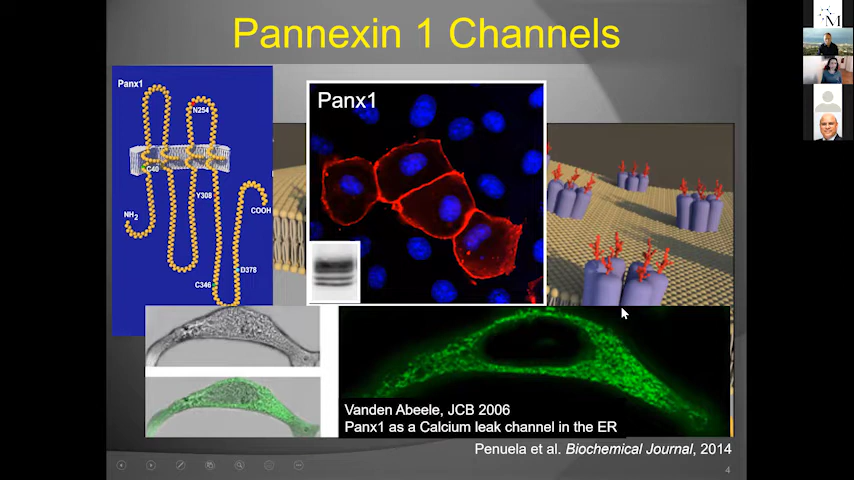 Pannexin 1 Channels
Panx1
N254
C40
Y308
NH2
COOH
D378
C346
Panx1
Vanden Abeele, JCB 2006
Panx1 as a Calcium leak channel in the ER
Penuela et al. Biochemical Journal, 2014
4
M